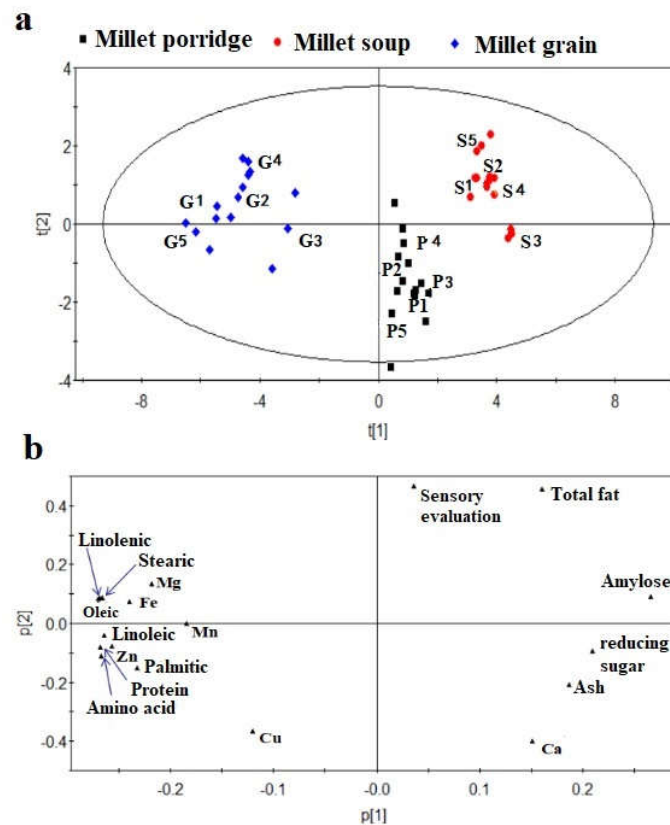 a
Millet porridge Millet soup Millet grain
4
S5
G4
2
S2
G1
S1
G2
S4
t[2]
0
G5
G3
P 4
S3
P2
P3
-2
P1
P5
-4
-8 -4 0 4 8
t[1]
b
0.4
Sensory evaluation
Total fat
Linolenic
Stearic
0.2
Mg
Amylose
Oleic
Fe
p[2]
0.0
Mn
Linoleic
reducing sugar
Zn
Palmitic
-0.2
Protein
Ash
Amino acid
-0.4
Cu
Ca
-0.2 -0.1 -0.0 0.1 0.2
p[1]